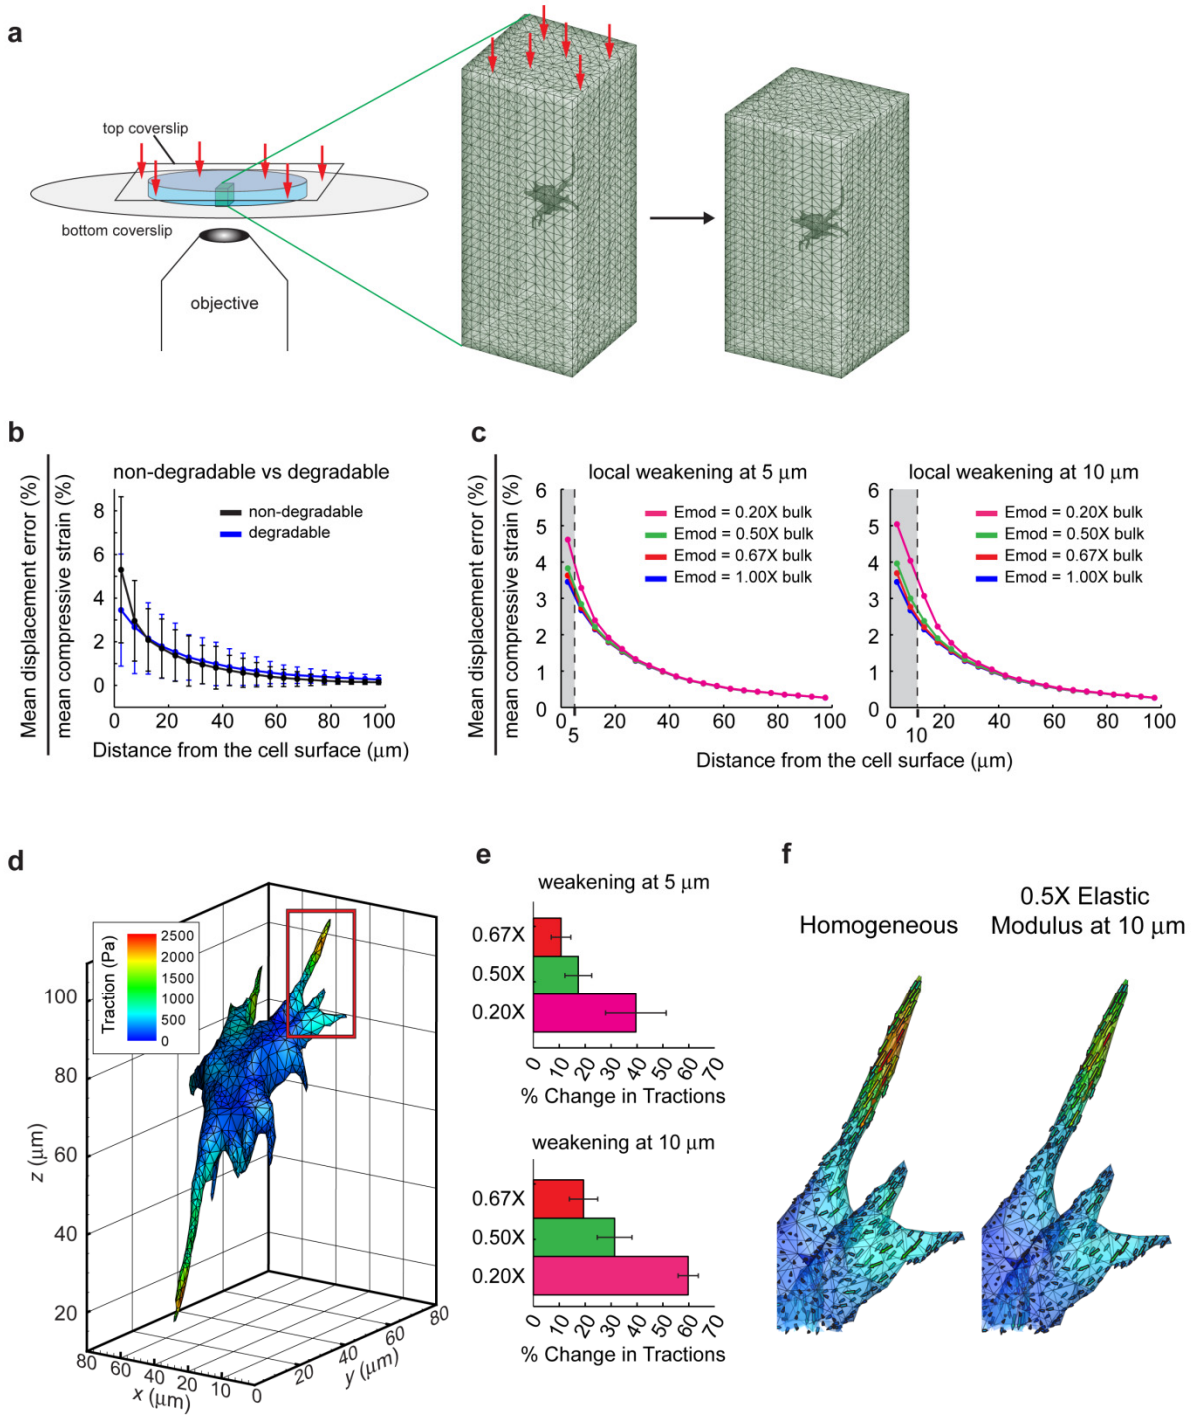 a
top coverslip
bottom coverslip
objective
b
non-degradable vs degradable
Mean displacement error (%)
mean compressive strain (%)
non-degradable
degradable
8
6
4
2
0
0 20 40 60 80 100
Distance from the cell surface (μm)
c
Mean displacement error (%)
mean compressive strain (%)
local weakening at 5 μm
6
5
4
3
2
1
0
Emod = 0.20X bulk
Emod = 0.50X bulk
Emod = 0.67X bulk
Emod = 1.00X bulk
0 20 40 60 80 100
5
local weakening at 10 μm
6
5
4
3
2
1
0
Emod = 0.20X bulk
Emod = 0.50X bulk
Emod = 0.67X bulk
Emod = 1.00X bulk
0 20 40 60 80 100
10
Distance from the cell surface (μm)
d
Traction (Pa)
2500
2000
1500
1000
500
0
z (μm)
100
80
60
40
20
80 60 40 20 10 0
x (μm)
20 40 60 80
y (μm)
e
weakening at 5 μm
0.67X
0.50X
0.20X
0 10 20 30 40 50 60 70
% Change in Tractions
weakening at 10 μm
0.67X
0.50X
0.20X
0 10 20 30 40 50 60 70
% Change in Tractions
f
Homogeneous
0.5X Elastic
Modulus at 10 μm